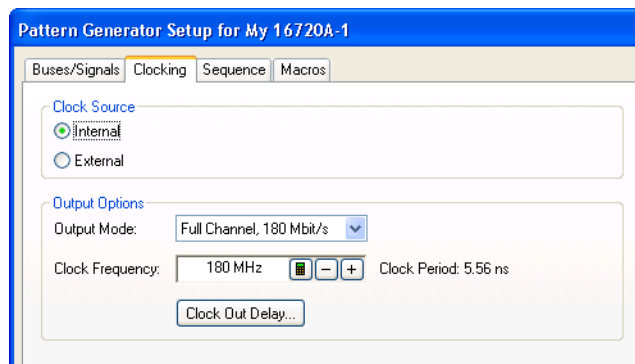 Pattern Generator Setup for My 16720A-1
Buses/Signals Clocking Sequence Macros
Clock Source
Internal
External
Output Options
Output Mode: Full Channel, 180 Mbit/s
Clock Frequency: 180 MHz − + Clock Period: 5.56 ns
Clock Out Delay...